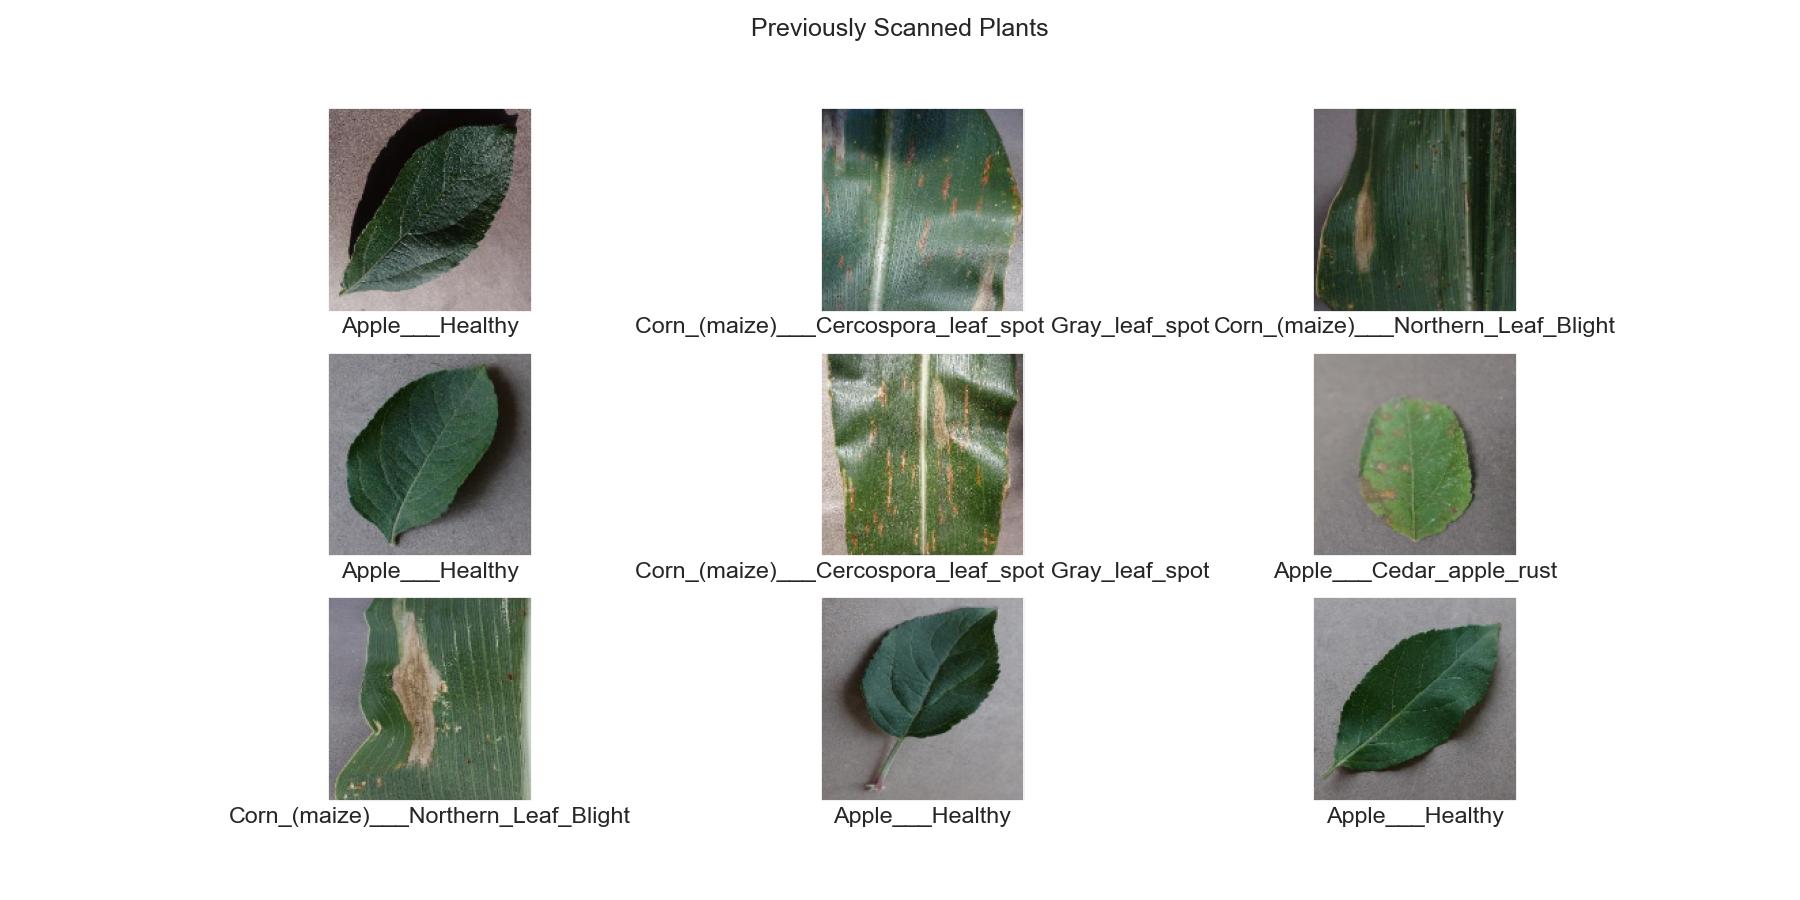 Previously Scanned Plants
Apple___Healthy
Corn_(maize)___Cercospora_leaf_spot Gray_leaf_spot
Corn_(maize)___Northern_Leaf_Blight
Apple___Healthy
Corn_(maize)___Cercospora_leaf_spot Gray_leaf_spot
Apple___Cedar_apple_rust
Corn_(maize)___Northern_Leaf_Blight
Apple___Healthy
Apple___Healthy